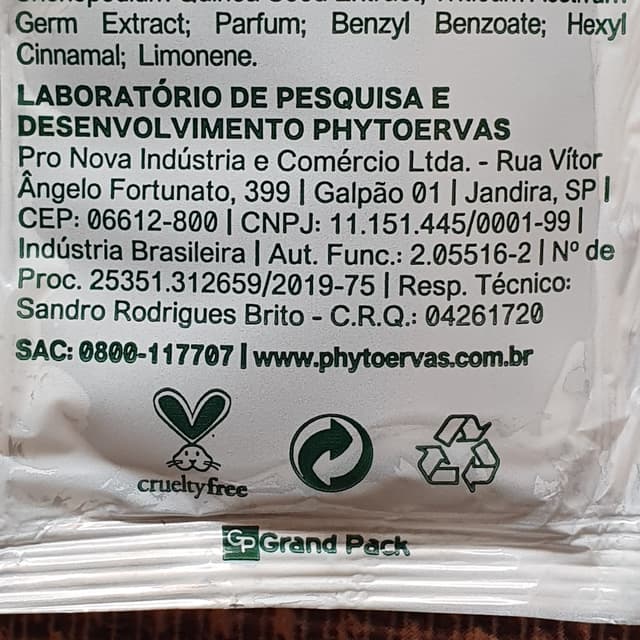 Germ Extract; Parfum; Benzyl Benzoate; Hexyl
Cinnamal; Limonene.
LABORATÓRIO DE PESQUISA E
DESENVOLVIMENTO PHYTOERVAS
Pro Nova Indústria e Comércio Ltda. - Rua Vítor
Ângelo Fortunato, 399 | Galpão 01 | Jandira, SP |
CEP: 06612-800 | CNPJ: 11.151.445/0001-99 |
Indústria Brasileira | Aut. Func.: 2.05516-2 | Nº de
Proc. 25351.312659/2019-75 | Resp. Técnico:
Sandro Rodrigues Brito - C.R.Q.: 04261720
SAC: 0800-117707 | www.phytoervas.com.br
crueltyfree
GP Grand Pack